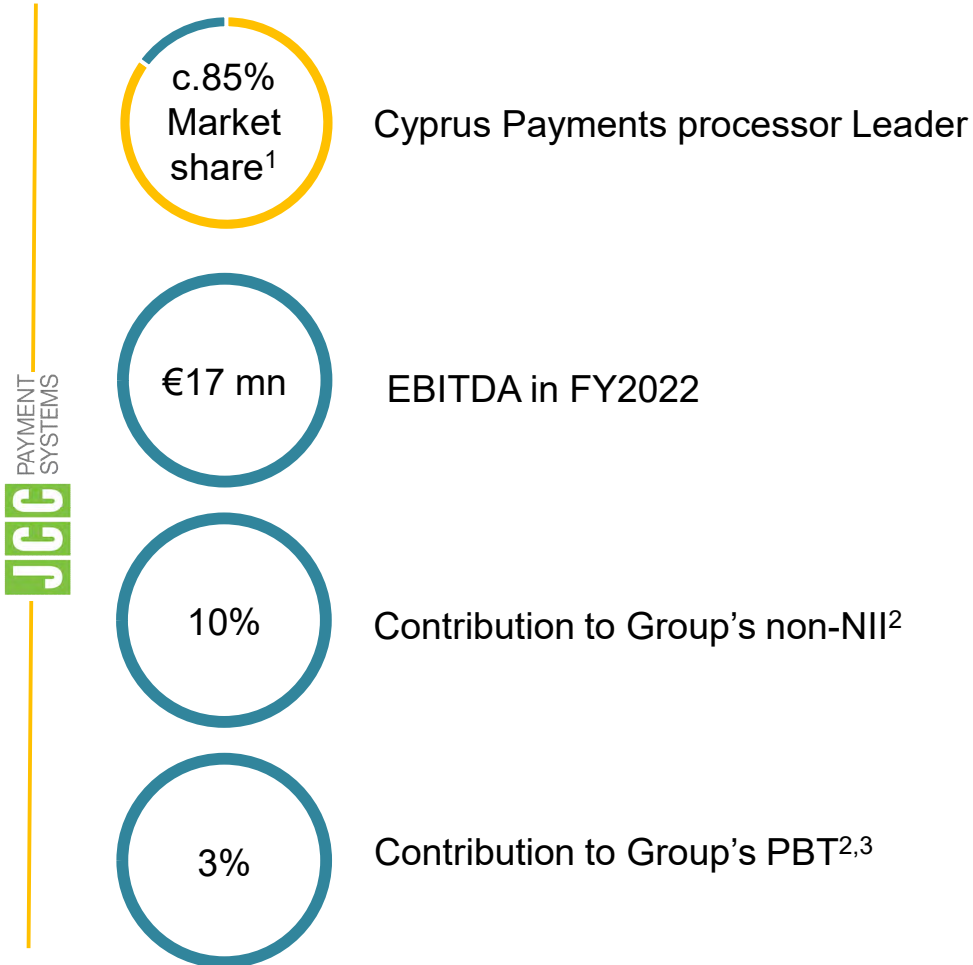 c.85%
Market
share1
Cyprus Payments processor Leader
€17 mn
EBITDA in FY2022
JCC
PAYMENT
SYSTEMS
10%
Contribution to Group’s non-NII2
3%
Contribution to Group’s PBT2,3